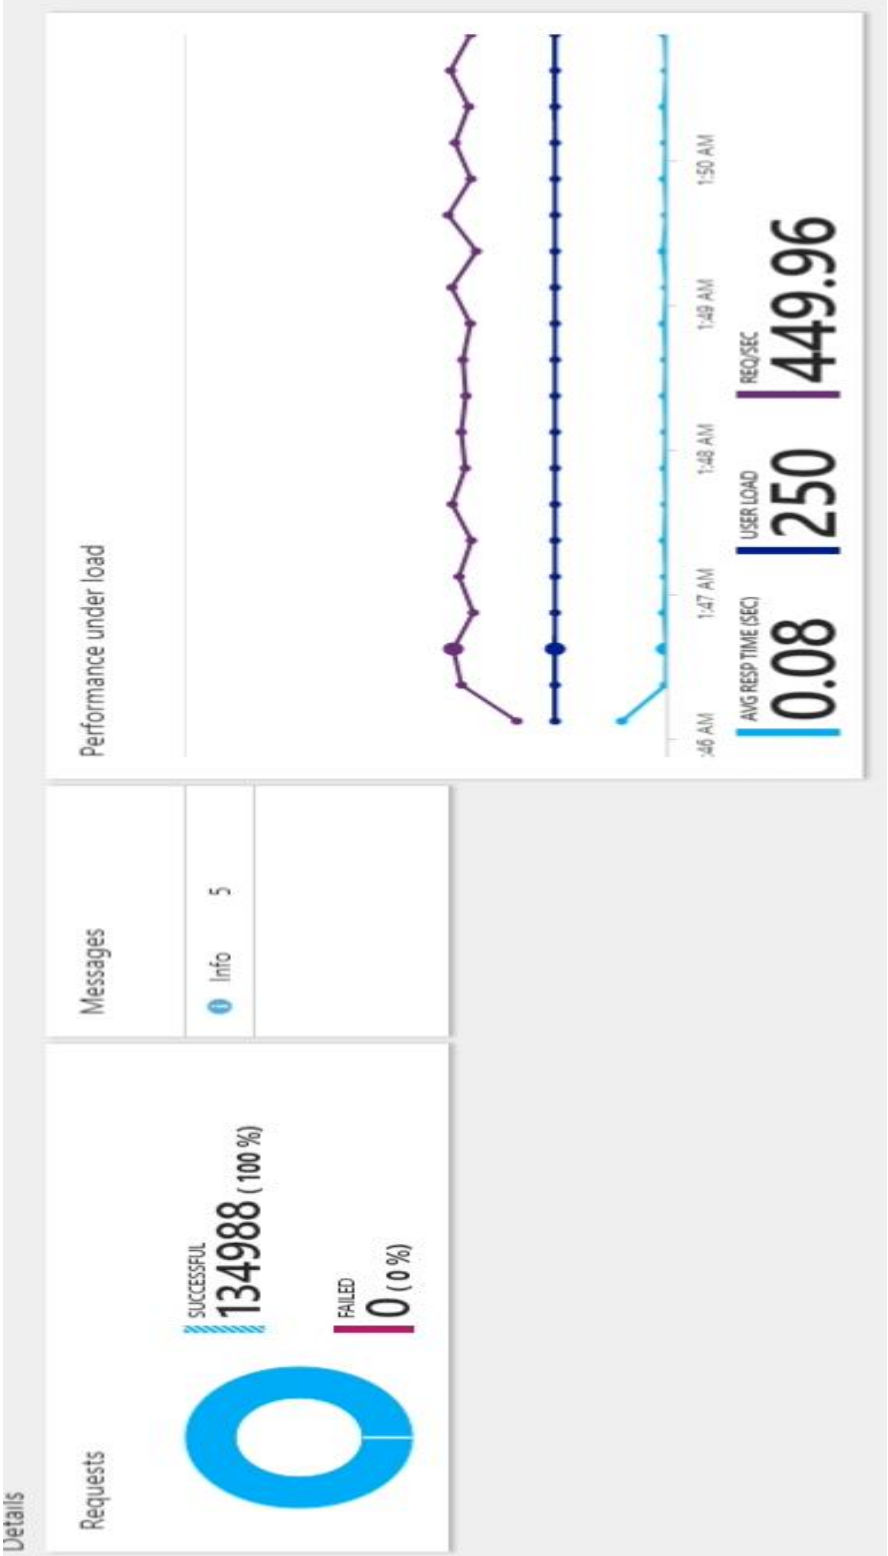 Details
Requests
SUCCESSFUL
134988 ( 100 %)
FAILED
0 ( 0 %)
Messages
Info 5
Performance under load
:46 AM
1:47 AM
1:48 AM
1:49 AM
1:50 AM
AVG RESP TIME (SEC)
0.08
USER LOAD
250
REQ/SEC
449.96